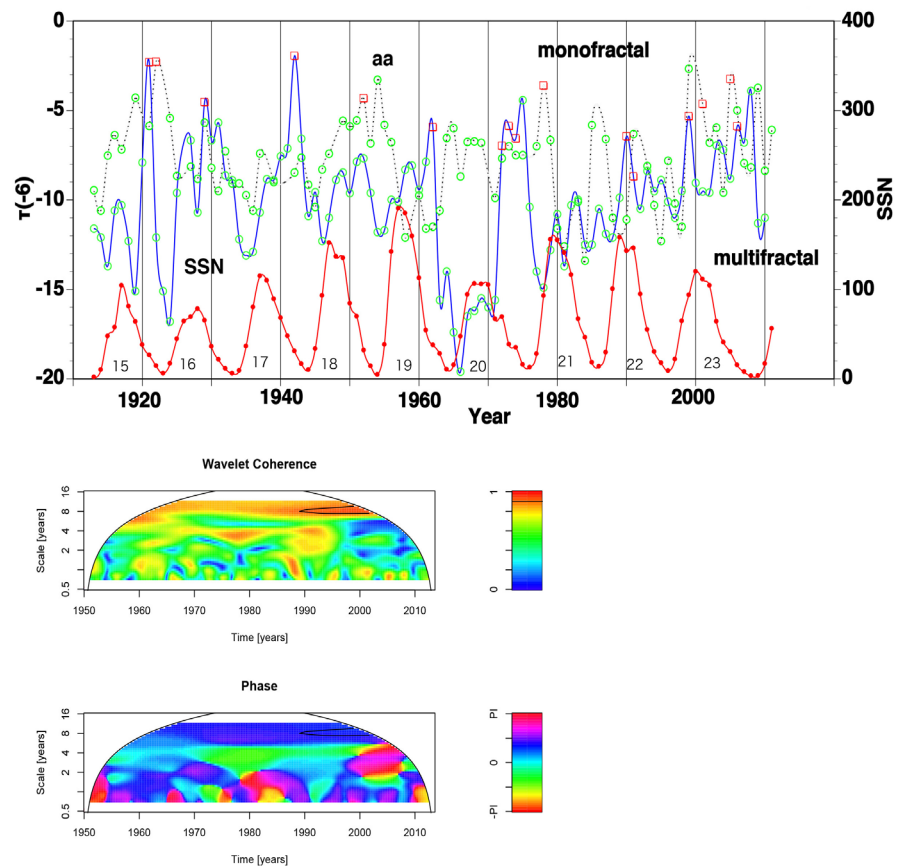 0 400
monofractal
aa
-5 300
τ(-6) -10 200 SSN
SSN
multifractal
-15 100
15 16 17 18 19 20 21 22 23
-20 0
1920 1940 1960 1980 2000
Year
Wavelet Coherence
Scale [years]
16
8
4
2
0.5
1
0
1950 1960 1970 1980 1990 2000 2010
Time [years]
Phase
Scale [years]
16
8
4
2
0.5
PI
0
-PI
1950 1960 1970 1980 1990 2000 2010
Time [years]